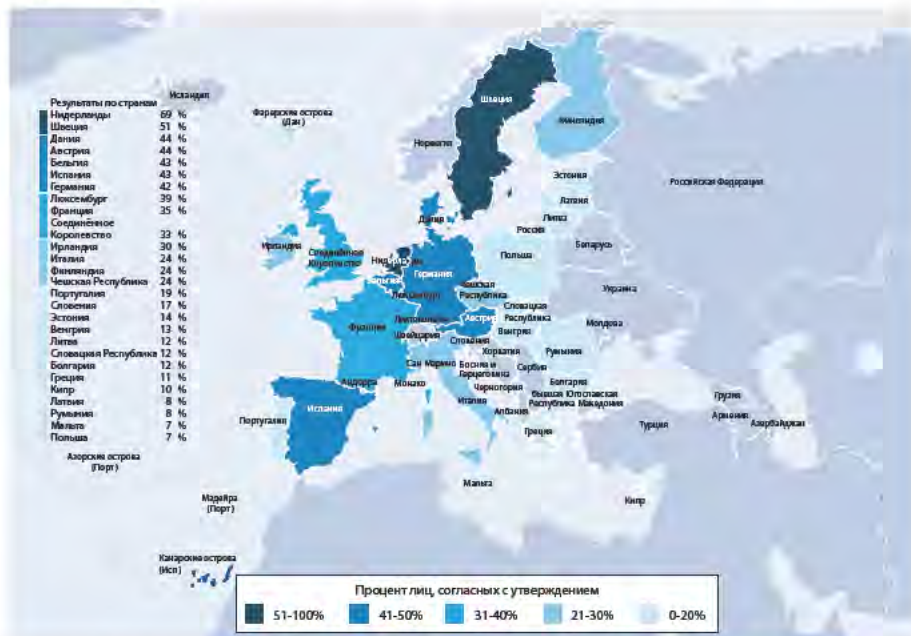 Результаты по странам
Нидерланды 69 %
Швеция 51 %
Дания 44 %
Австрия 44 %
Бельгия 43 %
Испания 43 %
Германия 42 %
Люксембург 39 %
Франция 35 %
Соединённое
Королевство 33 %
Ирландия 30 %
Италия 24 %
Финляндия 24 %
Чешская Республика 24 %
Португалия 19 %
Словения 17 %
Эстония 14 %
Венгрия 13 %
Литва 12 %
Словацкая Республика 12 %
Болгария 12 %
Греция 11 %
Кипр 10 %
Латвия 8 %
Румыния 8 %
Мальта 7 %
Польша 7 %
Азорские острова
(Порт)
Исландия
Фарерские острова
(Дан)
Норвегия
Швеция
Финляндия
Эстония
Латвия
Литва
Россия
Российская Федерация
Беларусь
Польша
Украина
Дания
Ирландия
Соединённое
Королевство
Германия
Бельгия
Люксембург
Чешская
Республика
Словацкая
Республика
Молдова
Австрия
Лихтенштейн
Швейцария
Венгрия
Франция
Словения
Хорватия
Румыния
Сан Марино
Босния и
Герцеговина
Сербия
Андорра
Монако
Черногория
Болгария
Бывшая Югославская
Республика Македония
Италия
Албания
Испания
Португалия
Греция
Турция
Грузия
Армения
Азербайджан
Мальта
Кипр
Мадейра
(Порт)
Канарские острова
(Исп)
Процент лиц, согласных с утверждением
51-100% 41-50% 31-40% 21-30% 0-20%